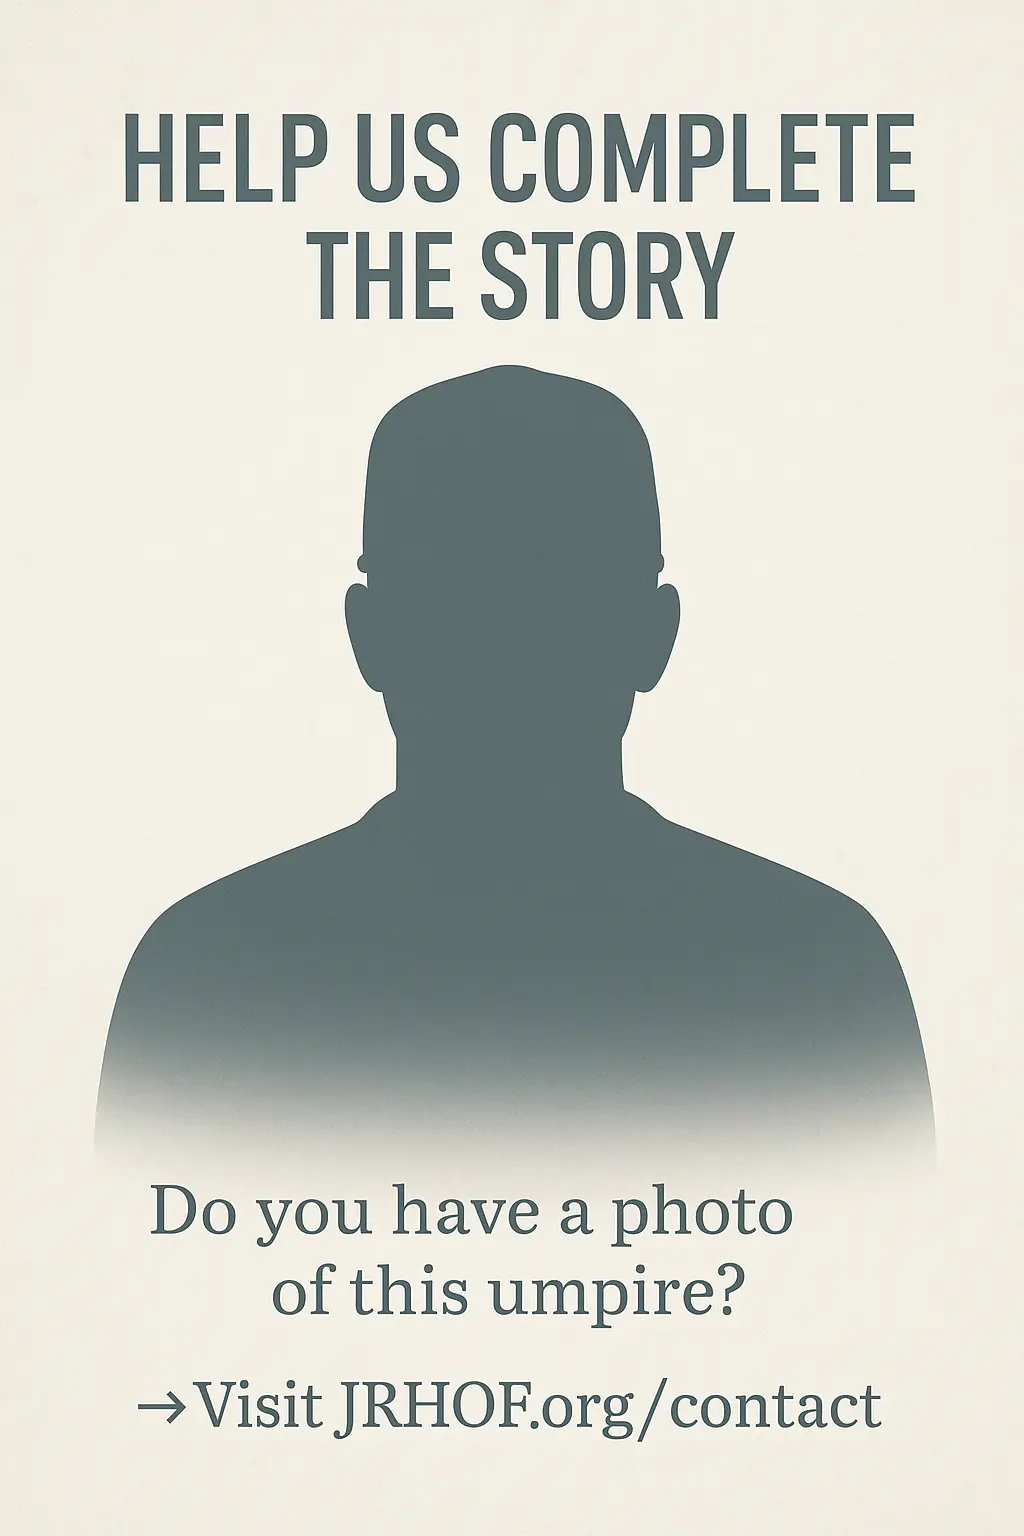 HELP US COMPLETE
THE STORY
Do you have a photo
of this umpire?
→Visit JRHOF.org/contact